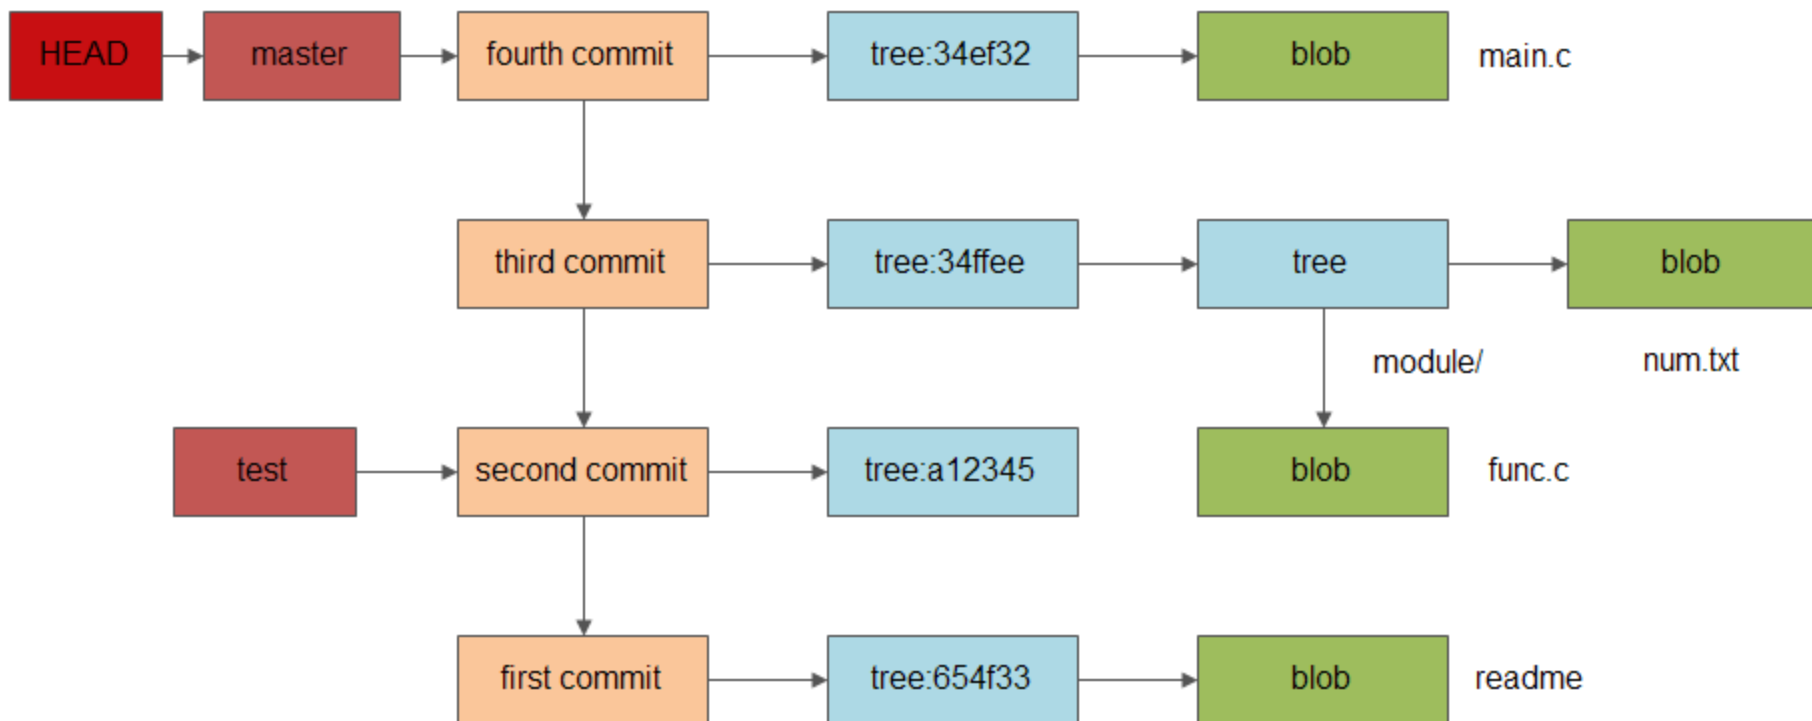 HEAD
master
fourth commit
tree:34ef32
blob
main.c
third commit
tree:34ffee
tree
blob
module/
num.txt
test
second commit
tree:a12345
blob
func.c
first commit
tree:654f33
blob
readme